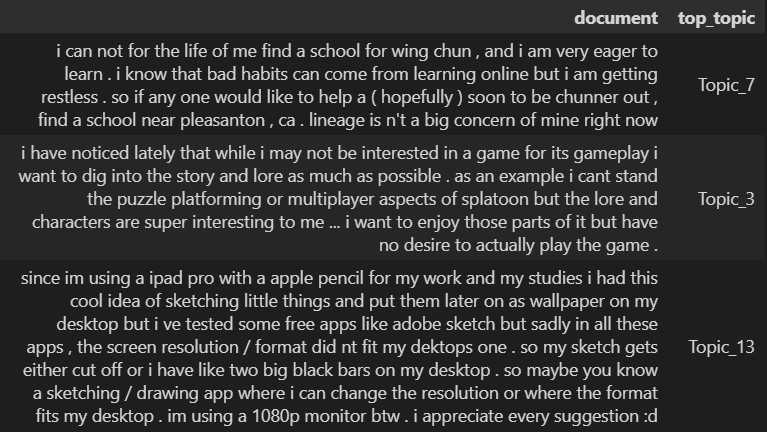 document top_topic
i can not for the life of me find a school for wing chun , and i am very eager to
learn . i know that bad habits can come from learning online but i am getting
restless . so if any one would like to help a ( hopefully ) soon to be chunner out ,
find a school near pleasanton , ca . lineage is n't a big concern of mine right now
Topic_7
i have noticed lately that while i may not be interested in a game for its gameplay i
want to dig into the story and lore as much as possible . as an example i cant stand
the puzzle platforming or multiplayer aspects of splatoon but the lore and
characters are super interesting to me ... i want to enjoy those parts of it but have
no desire to actually play the game .
Topic_3
since im using a ipad pro with a apple pencil for my work and my studies i had this
cool idea of sketching little things and put them later on as wallpaper on my
desktop but i ve tested some free apps like adobe sketch but sadly in all these
apps , the screen resolution / format did nt fit my dektops one . so my sketch gets
either cut off or i have like two big black bars on my desktop . so maybe you know
a sketching / drawing app where i can change the resolution or where the format
fits my desktop . im using a 1080p monitor btw . i appreciate every suggestion :d
Topic_13